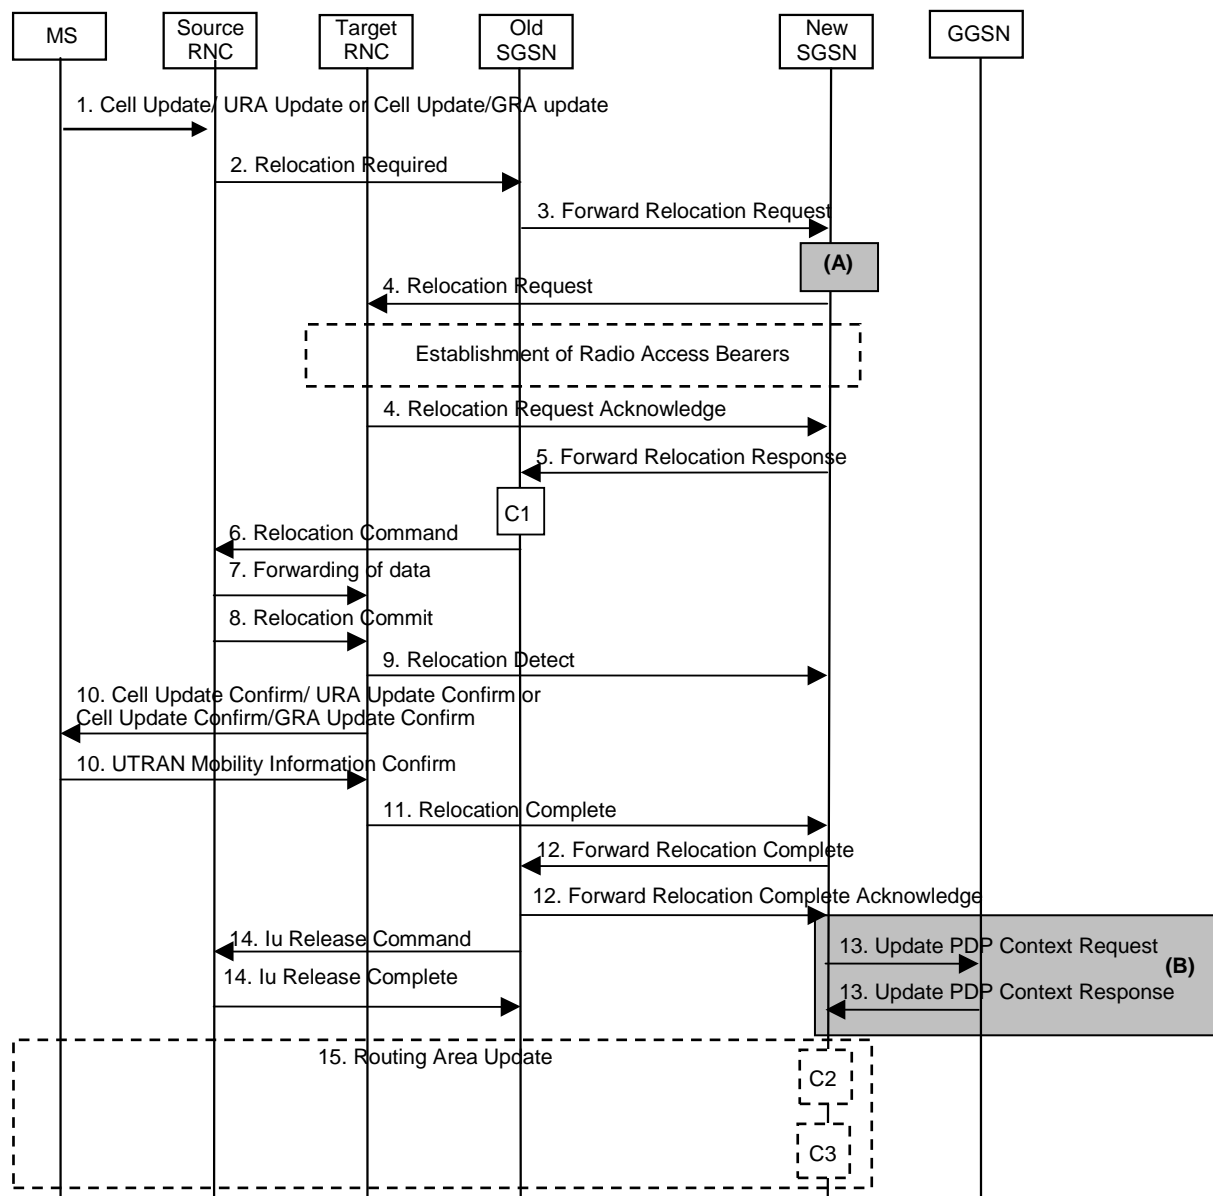 MS
Source
RNC
Target
RNC
Old
SGSN
New
SGSN
GGSN
1. Cell Update/ URA Update or Cell Update/GRA update
2. Relocation Required
3. Forward Relocation Request
(A)
4. Relocation Request
Establishment of Radio Access Bearers
4. Relocation Request Acknowledge
5. Forward Relocation Response
C1
6. Relocation Command
7. Forwarding of data
8. Relocation Commit
9. Relocation Detect
10. Cell Update Confirm/ URA Update Confirm or
Cell Update Confirm/GRA Update Confirm
10. UTRAN Mobility Information Confirm
11. Relocation Complete
12. Forward Relocation Complete
12. Forward Relocation Complete Acknowledge
14. Iu Release Command
13. Update PDP Context Request
(B)
14. Iu Release Complete
13. Update PDP Context Response
15. Routing Area Update
C2
C3